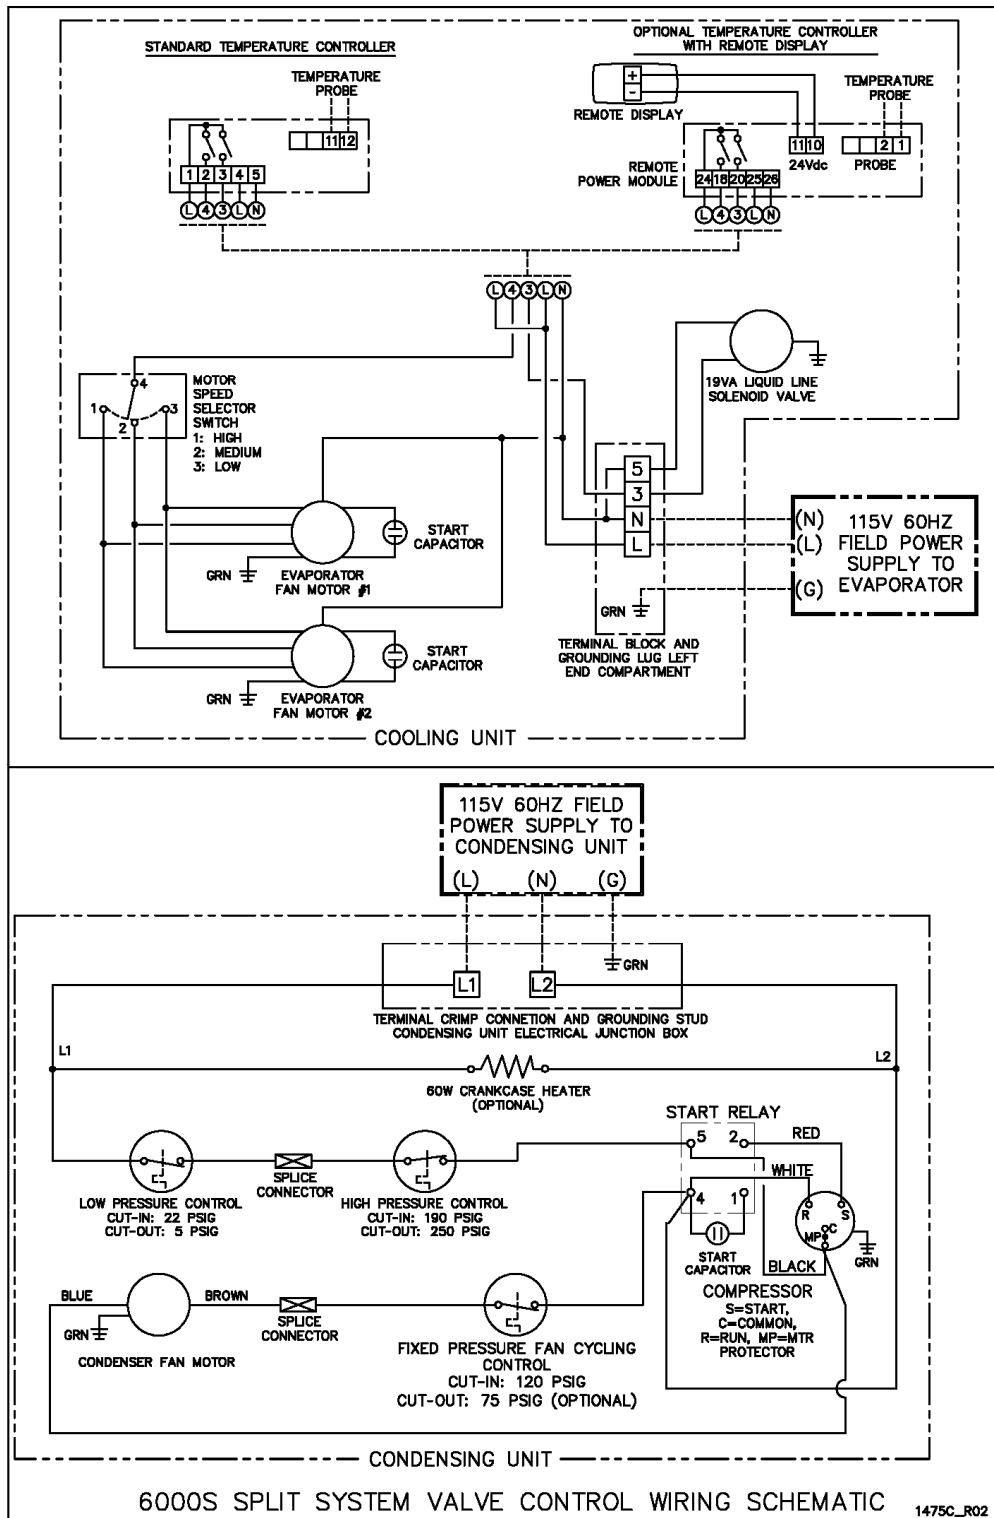 STANDARD TEMPERATURE CONTROLLER
TEMPERATURE
PROBE
11 12
1 2 3 4 5
L 4 3 L N
OPTIONAL TEMPERATURE CONTROLLER
WITH REMOTE DISPLAY
+
-
REMOTE DISPLAY
TEMPERATURE
PROBE
11 10
24Vdc
2 1
PROBE
REMOTE
POWER MODULE
24 18 20 25 26
L 4 3 L N
L 4 3 L N
19VA LIQUID LINE
SOLENOID VALVE
4
1
3
2
MOTOR
SPEED
SELECTOR
SWITCH
1: HIGH
2: MEDIUM
3: LOW
START
CAPACITOR
GRN
EVAPORATOR
FAN MOTOR #1
START
CAPACITOR
GRN
EVAPORATOR
FAN MOTOR #2
5
3
N
L
GRN
TERMINAL BLOCK AND
GROUNDING LUG LEFT
END COMPARTMENT
(N)
(L)
(G)
115V 60HZ
FIELD POWER
SUPPLY TO
EVAPORATOR
COOLING UNIT
115V 60HZ FIELD
POWER SUPPLY TO
CONDENSING UNIT
(L) (N) (G)
GRN
L1 L2
TERMINAL CRIMP CONNETION AND GROUNDING STUD
CONDENSING UNIT ELECTRICAL JUNCTION BOX
L1
L2
60W CRANKCASE HEATER
(OPTIONAL)
START RELAY
5 2
RED
WHITE
4 1
START
CAPACITOR
BLACK
R S
C
MP
GRN
COMPRESSOR
S=START,
C=COMMON,
R=RUN, MP=MTR
PROTECTOR
LOW PRESSURE CONTROL
CUT-IN: 22 PSIG
CUT-OUT: 5 PSIG
SPLICE
CONNECTOR
HIGH PRESSURE CONTROL
CUT-IN: 190 PSIG
CUT-OUT: 250 PSIG
BLUE
BROWN
GRN
CONDENSER FAN MOTOR
SPLICE
CONNECTOR
FIXED PRESSURE FAN CYCLING
CONTROL
CUT-IN: 120 PSIG
CUT-OUT: 75 PSIG (OPTIONAL)
CONDENSING UNIT
6000S SPLIT SYSTEM VALVE CONTROL WIRING SCHEMATIC
1475C_R02